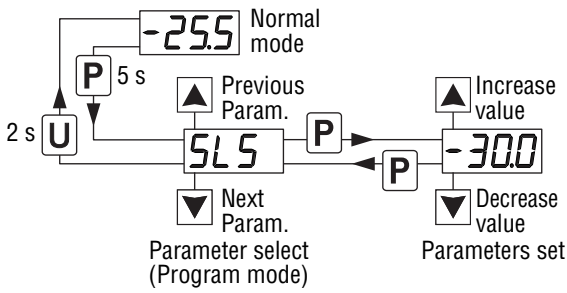 -25.5
Normal
mode
P 5 s
2 s U
Previous
Param.
P
Increase
value
SLS
-30.0
P
Next
Param.
Decrease
value
Parameter select
(Program mode)
Parameters set